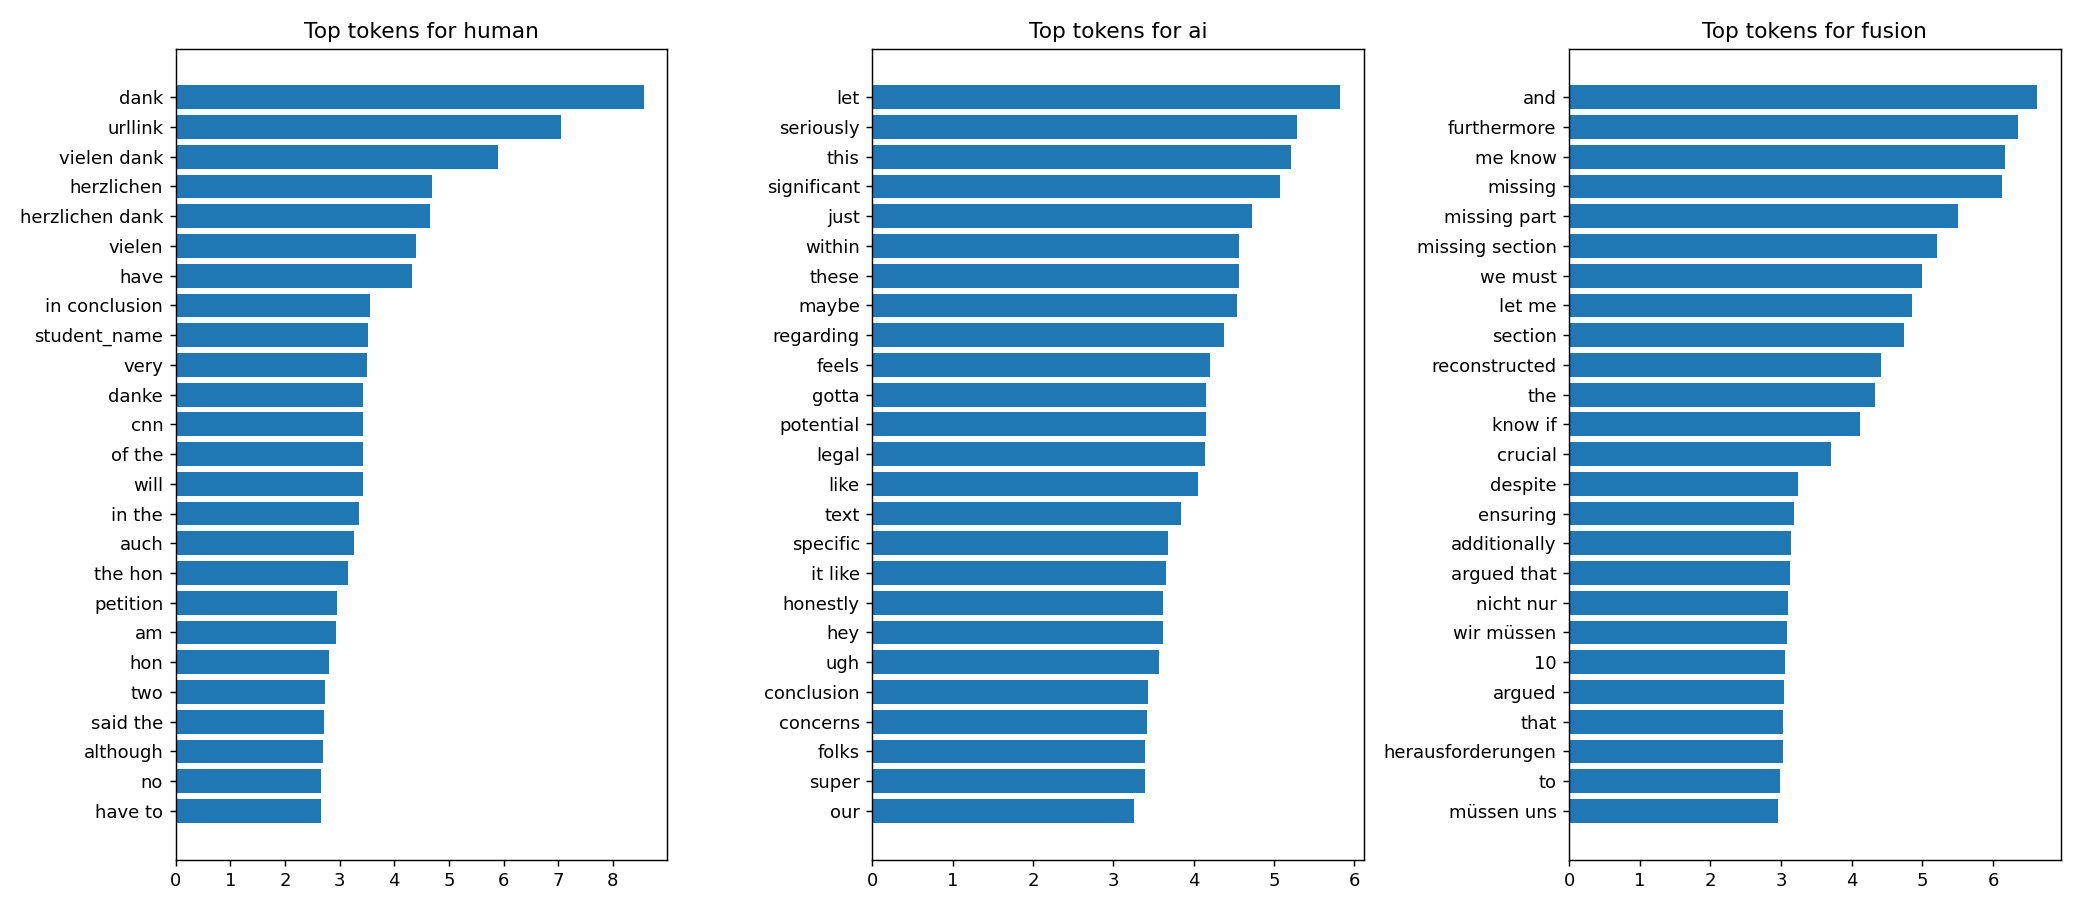 Top tokens for human
dank
urllink
vielen dank
herzlichen
herzlichen dank
vielen
have
in conclusion
student_name
very
danke
cnn
of the
will
in the
auch
the hon
petition
am
hon
two
said the
although
no
have to
0 1 2 3 4 5 6 7 8
Top tokens for ai
let
seriously
this
significant
just
within
these
maybe
regarding
feels
gotta
potential
legal
like
text
specific
it like
honestly
hey
ugh
conclusion
concerns
folks
super
our
0 1 2 3 4 5 6
Top tokens for fusion
and
furthermore
me know
missing
missing part
missing section
we must
let me
section
reconstructed
the
know if
crucial
despite
ensuring
additionally
argued that
nicht nur
wir müssen
10
argued
that
herausforderungen
to
müssen uns
0 1 2 3 4 5 6